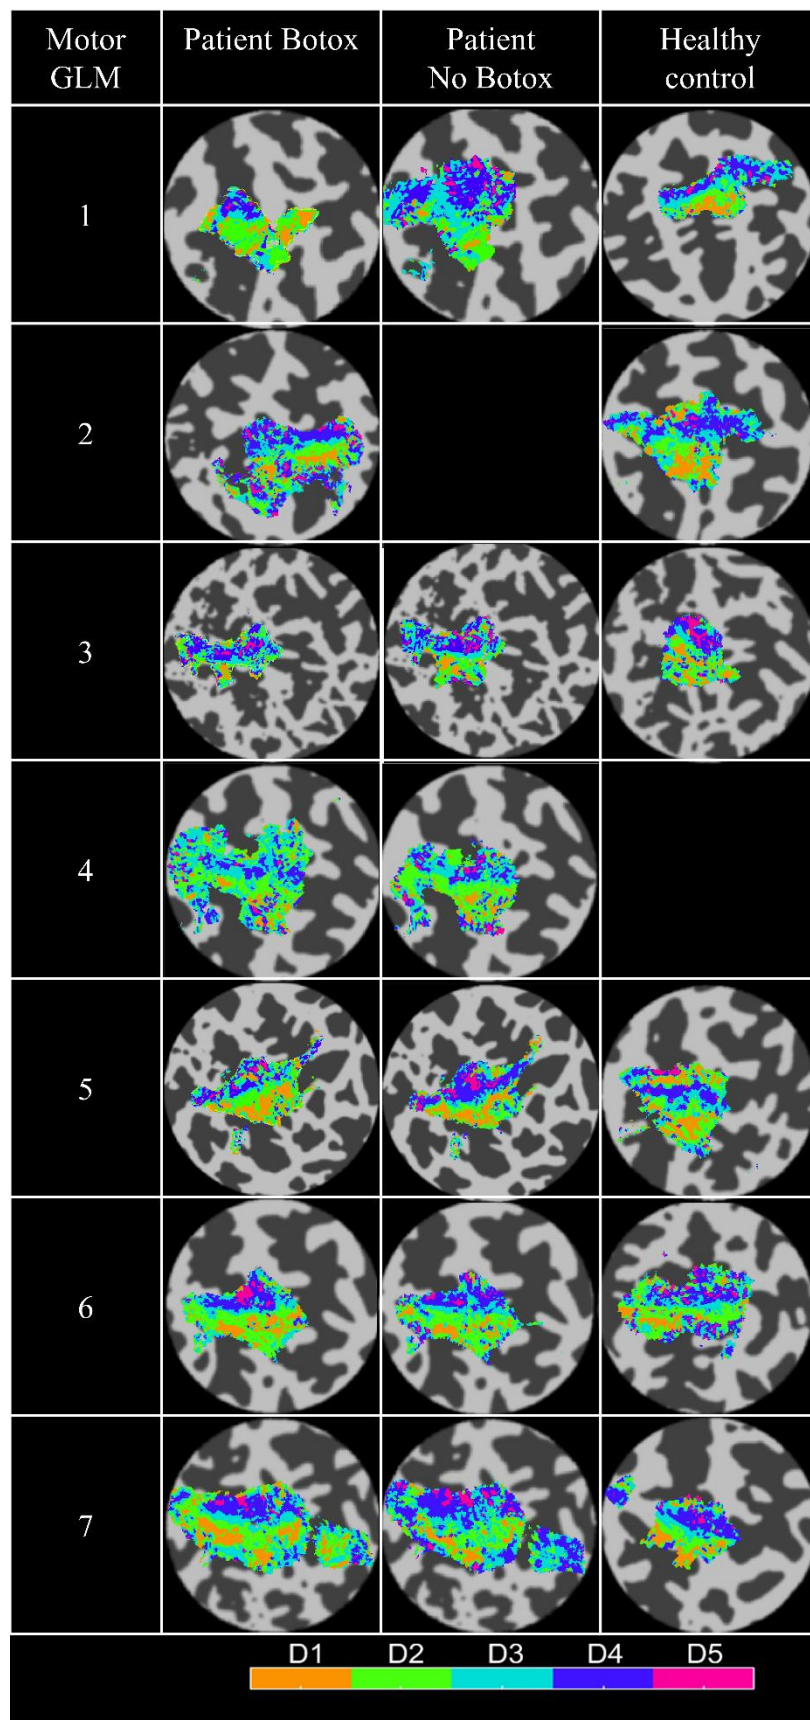 Motor GLM
Patient Botox
Patient No Botox
Healthy control
1
2
3
4
5
6
7
D1 D2 D3 D4 D5